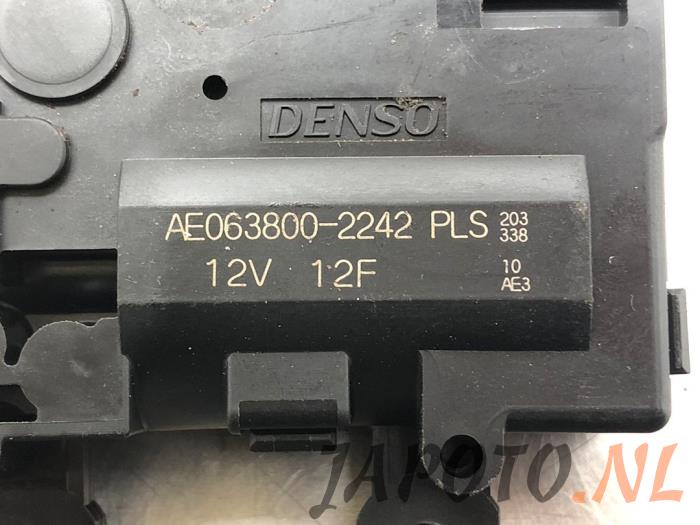 DENSO
AE063800-2242 PLS 203
338
12V 12F 10
AE3
JAPOTO.NL